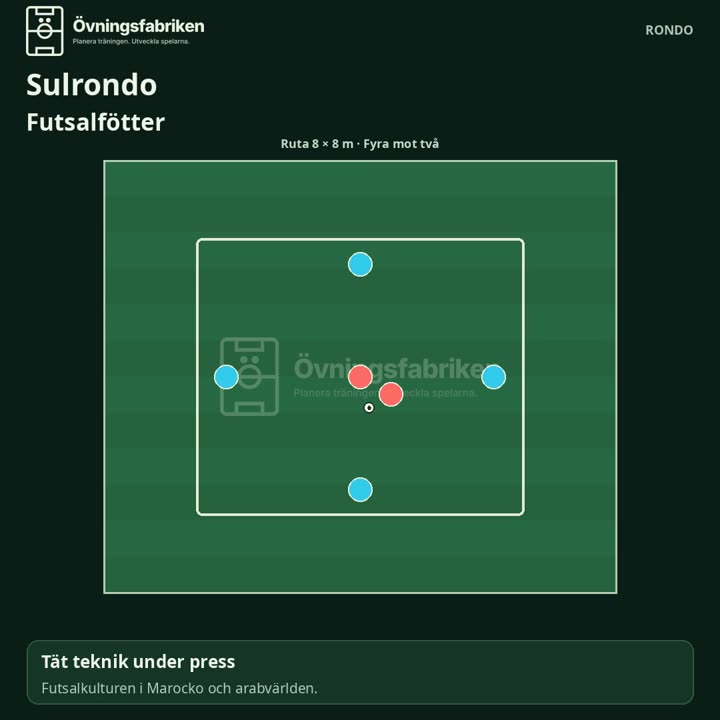 Övningsfabriken
Planera träningen. Utveckla spelarna.
RONDO
Sulrondo
Futsalfötter
Ruta 8 × 8 m · Fyra mot två
Övningsfabriken
Planera träningen. Utveckla spelarna.
Tät teknik under press
Futsalkulturen i Marocko och arabvärlden.